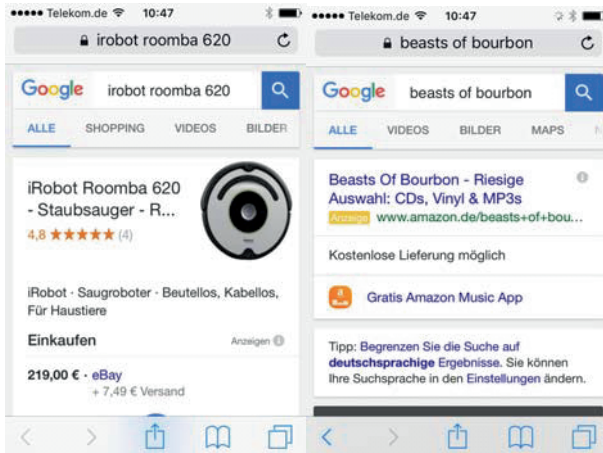 Telekom.de 10:47
irobot roomba 620
Google irobot roomba 620
ALLE SHOPPING VIDEOS BILDER
iRobot Roomba 620
- Staubsauger - R...
4,8 ★★★★★ (4)
iRobot · Saugroboter · Beutellos, Kabellos,
Für Haustiere
Einkaufen Anzeigen
219,00 € · eBay
+ 7,49 € Versand
Telekom.de 10:47
beasts of bourbon
Google beasts of bourbon
ALLE VIDEOS BILDER MAPS
Beasts Of Bourbon - Riesige
Auswahl: CDs, Vinyl & MP3s
Anzeige www.amazon.de/beasts+of+bou...
Kostenlose Lieferung möglich
Gratis Amazon Music App
Tipp: Begrenzen Sie die Suche auf
deutschsprachige Ergebnisse. Sie können
Ihre Suchsprache in den Einstellungen ändern.